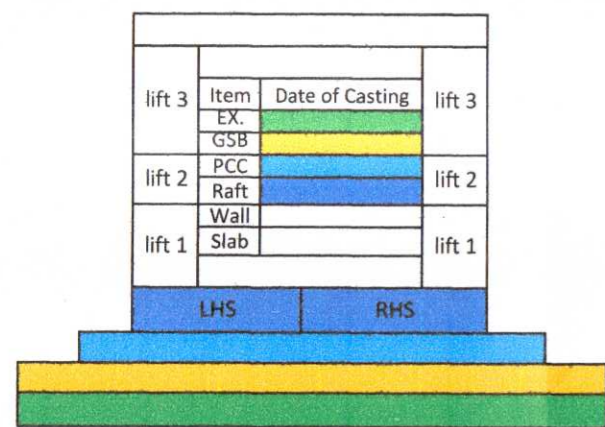 lift 3
Item Date of Casting
lift 3
EX.
GSB
lift 2
PCC
lift 2
Raft
Wall
lift 1
Slab
lift 1
LHS RHS